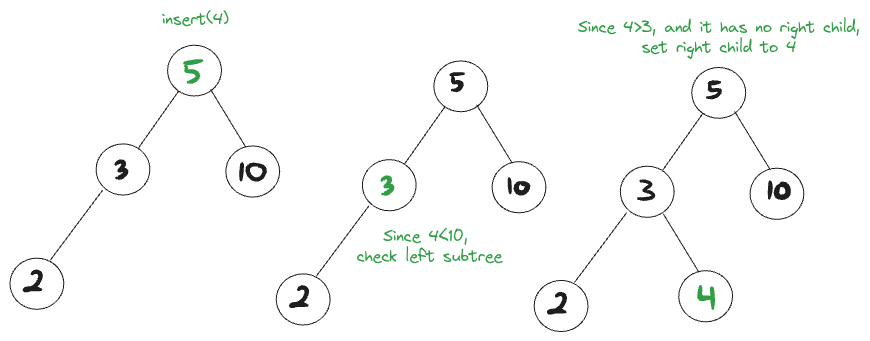 insert(4)
5
3
10
2
5
3
10
Since 4<10,
check left subtree
2
Since 4>3, and it has no right child,
set right child to 4
5
3
10
2
4